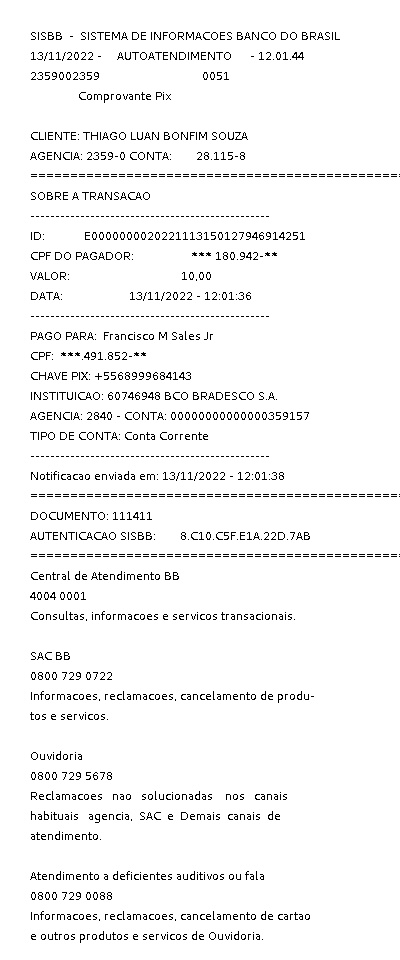 SISBB - SISTEMA DE INFORMACOES BANCO DO BRASIL
13/11/2022 - AUTOATENDIMENTO - 12.01.44
2359002359 0051
Comprovante Pix
CLIENTE: THIAGO LUAN BONFIM SOUZA
AGENCIA: 2359-0 CONTA: 28.115-8
================================================
SOBRE A TRANSACAO
------------------------------------------------
ID: E0000000020221113150127946914251
CPF DO PAGADOR: *** 180.942-**
VALOR: 10,00
DATA: 13/11/2022 - 12:01:36
------------------------------------------------
PAGO PARA: Francisco M Sales Jr
CPF: ***.491.852-**
CHAVE PIX: +5568999684143
INSTITUICAO: 60746948 BCO BRADESCO S.A.
AGENCIA: 2840 - CONTA: 00000000000000359157
TIPO DE CONTA: Conta Corrente
------------------------------------------------
Notificacao enviada em: 13/11/2022 - 12:01:38
================================================
DOCUMENTO: 111411
AUTENTICACAO SISBB: 8.C10.C5F.E1A.22D.7AB
================================================
Central de Atendimento BB
4004 0001
Consultas, informacoes e servicos transacionais.
SAC BB
0800 729 0722
Informacoes, reclamacoes, cancelamento de produ-
tos e servicos.
Ouvidoria
0800 729 5678
Reclamacoes nao solucionadas nos canais
habituais agencia, SAC e Demais canais de
atendimento.
Atendimento a deficientes auditivos ou fala
0800 729 0088
Informacoes, reclamacoes, cancelamento de cartao
e outros produtos e servicos de Ouvidoria.